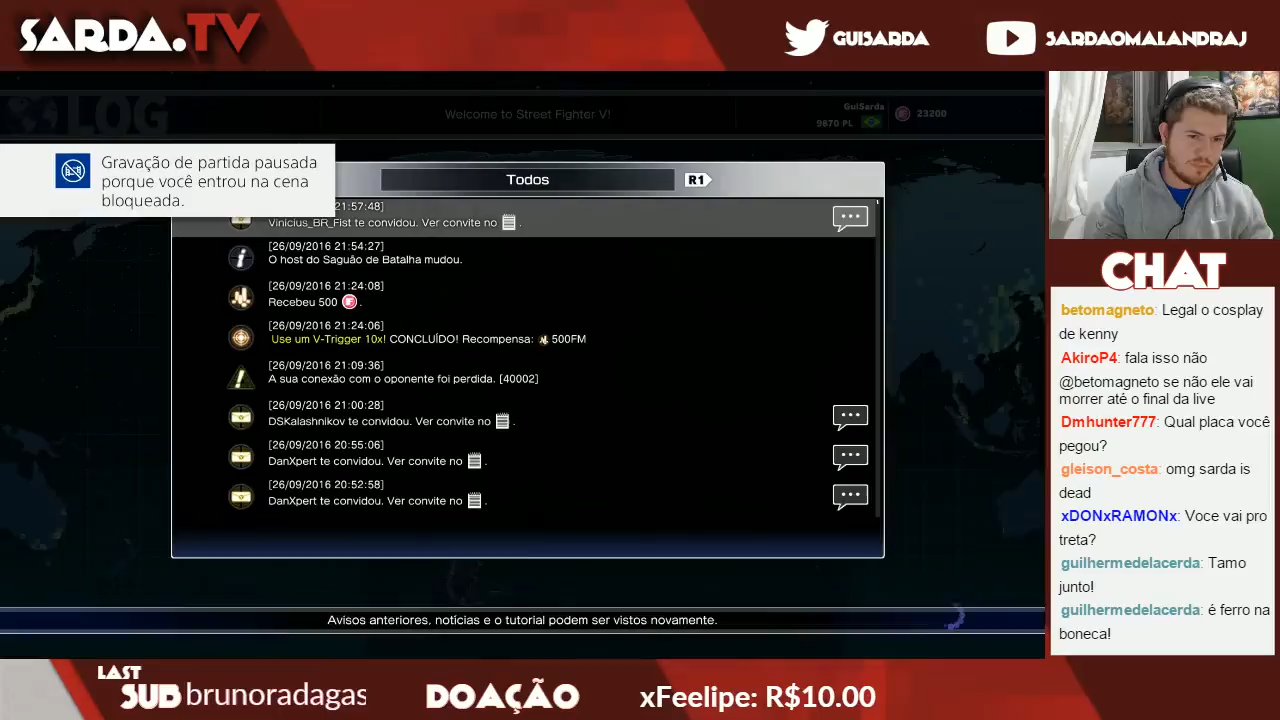 SARDA.TV
GUISARDA
SARDAOMALANDRAJ
LOG
Welcome to Street Fighter V!
GuiSarda
9870 PL
23200
Gravação de partida pausada
porque você entrou na cena
bloqueada.
Todos
R1
21:57:48]
Vinicius_BR_Fist te convidou. Ver convite no .
[26/09/2016 21:54:27]
O host do Saguão de Batalha mudou.
[26/09/2016 21:24:08]
Recebeu 500 .
[26/09/2016 21:24:06]
Use um V-Trigger 10x! CONCLUÍDO! Recompensa: 500FM
[26/09/2016 21:09:36]
A sua conexão com o oponente foi perdida. [40002]
[26/09/2016 21:00:28]
DSKalashnikov te convidou. Ver convite no .
[26/09/2016 20:55:06]
DanXpert te convidou. Ver convite no .
[26/09/2016 20:52:58]
DanXpert te convidou. Ver convite no .
Avisos anteriores, notícias e o tutorial podem ser vistos novamente.
CHAT
betomagneto: Legal o cosplay
de kenny
AkiroP4: fala isso não
@betomagneto se não ele vai
morrer até o final da live
Dmhunter777: Qual placa você
pegou?
gleison_costa: omg sarda is
dead
xDONxRAMONx: Voce vai pro
treta?
guilhermedelacerda: Tamo
junto!
guilhermedelacerda: é ferro na
boneca!
LAST
SUB brunoradagas
DOAÇÃO
xFeelipe: R$10.00